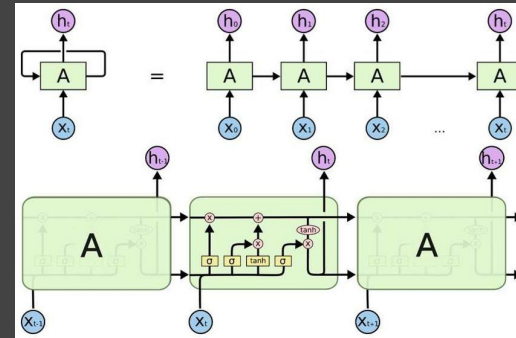 hₜ h₀ h₁ h₂ hₜ
A = A A A A
Xₜ X₀ X₁ X₂ ... Xₜ
hₜ₋₁ hₜ hₜ₊₁
x + tanh
A x x A
σ σ tanh σ
Xₜ₋₁ Xₜ Xₜ₊₁